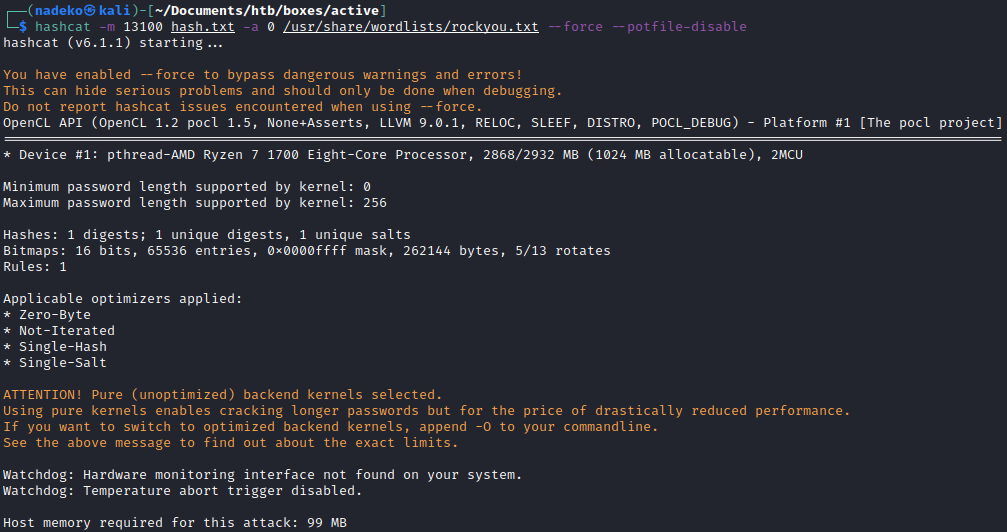 ┌──(nadeko㉿kali)-[~/Documents/htb/boxes/active]
└─$ hashcat -m 13100 hash.txt -a 0 /usr/share/wordlists/rockyou.txt --force --potfile-disable
hashcat (v6.1.1) starting...

You have enabled --force to bypass dangerous warnings and errors!
This can hide serious problems and should only be done when debugging.
Do not report hashcat issues encountered when using --force.
OpenCL API (OpenCL 1.2 pocl 1.5, None+Asserts, LLVM 9.0.1, RELOC, SLEEF, DISTRO, POCL_DEBUG) - Platform #1 [The pocl project]
=============================================================================================================================
* Device #1: pthread-AMD Ryzen 7 1700 Eight-Core Processor, 2868/2932 MB (1024 MB allocatable), 2MCU

Minimum password length supported by kernel: 0
Maximum password length supported by kernel: 256

Hashes: 1 digests; 1 unique digests, 1 unique salts
Bitmaps: 16 bits, 65536 entries, 0x0000ffff mask, 262144 bytes, 5/13 rotates
Rules: 1

Applicable optimizers applied:
* Zero-Byte
* Not-Iterated
* Single-Hash
* Single-Salt

ATTENTION! Pure (unoptimized) backend kernels selected.
Using pure kernels enables cracking longer passwords but for the price of drastically reduced performance.
If you want to switch to optimized backend kernels, append -O to your commandline.
See the above message to find out about the exact limits.

Watchdog: Hardware monitoring interface not found on your system.
Watchdog: Temperature abort trigger disabled.

Host memory required for this attack: 99 MB